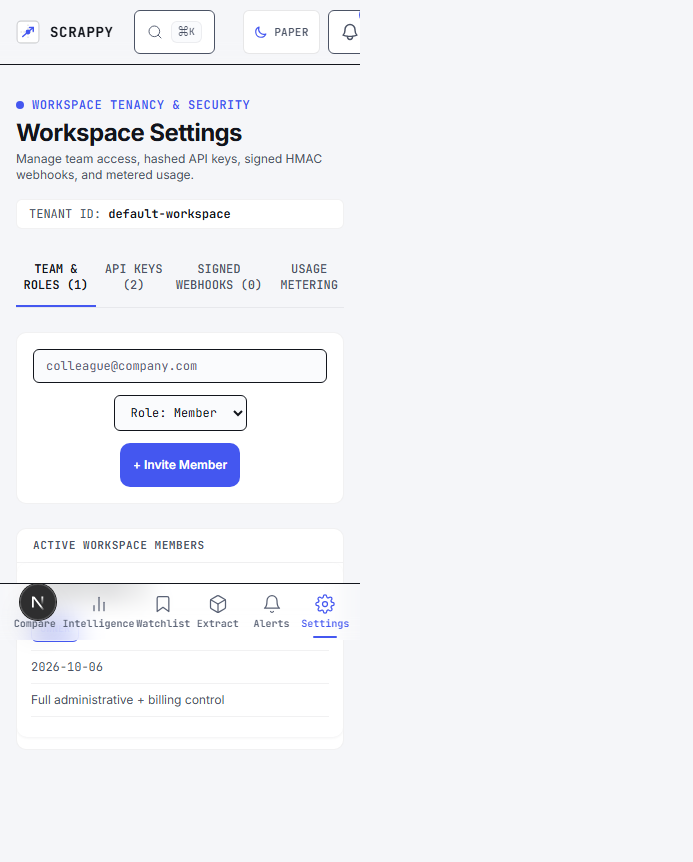 SCRAPPY
⌘K
PAPER
WORKSPACE TENANCY & SECURITY
Workspace Settings
Manage team access, hashed API keys, signed HMAC
webhooks, and metered usage.
TENANT ID: default-workspace
TEAM &
ROLES (1)
API KEYS
(2)
SIGNED
WEBHOOKS (0)
USAGE
METERING
colleague@company.com
Role: Member
+ Invite Member
ACTIVE WORKSPACE MEMBERS
N
Compare
Intelligence
Watchlist
Extract
Alerts
Settings
2026-10-06
Full administrative + billing control